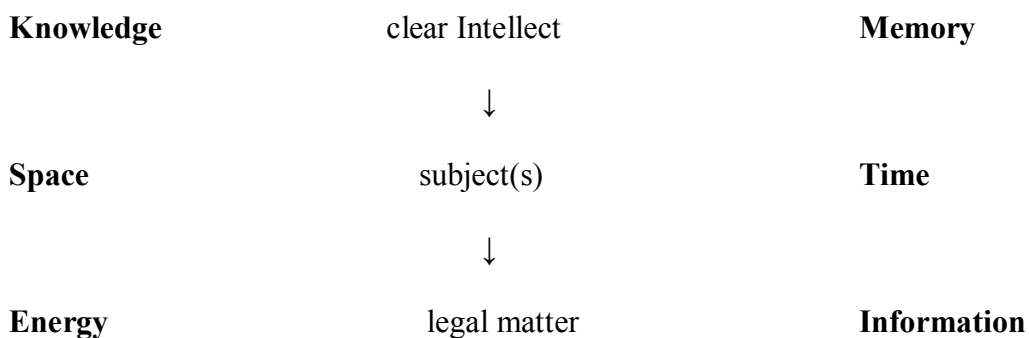 Knowledge clear Intellect Memory
↓
Space subject(s) Time
↓
Energy legal matter Information